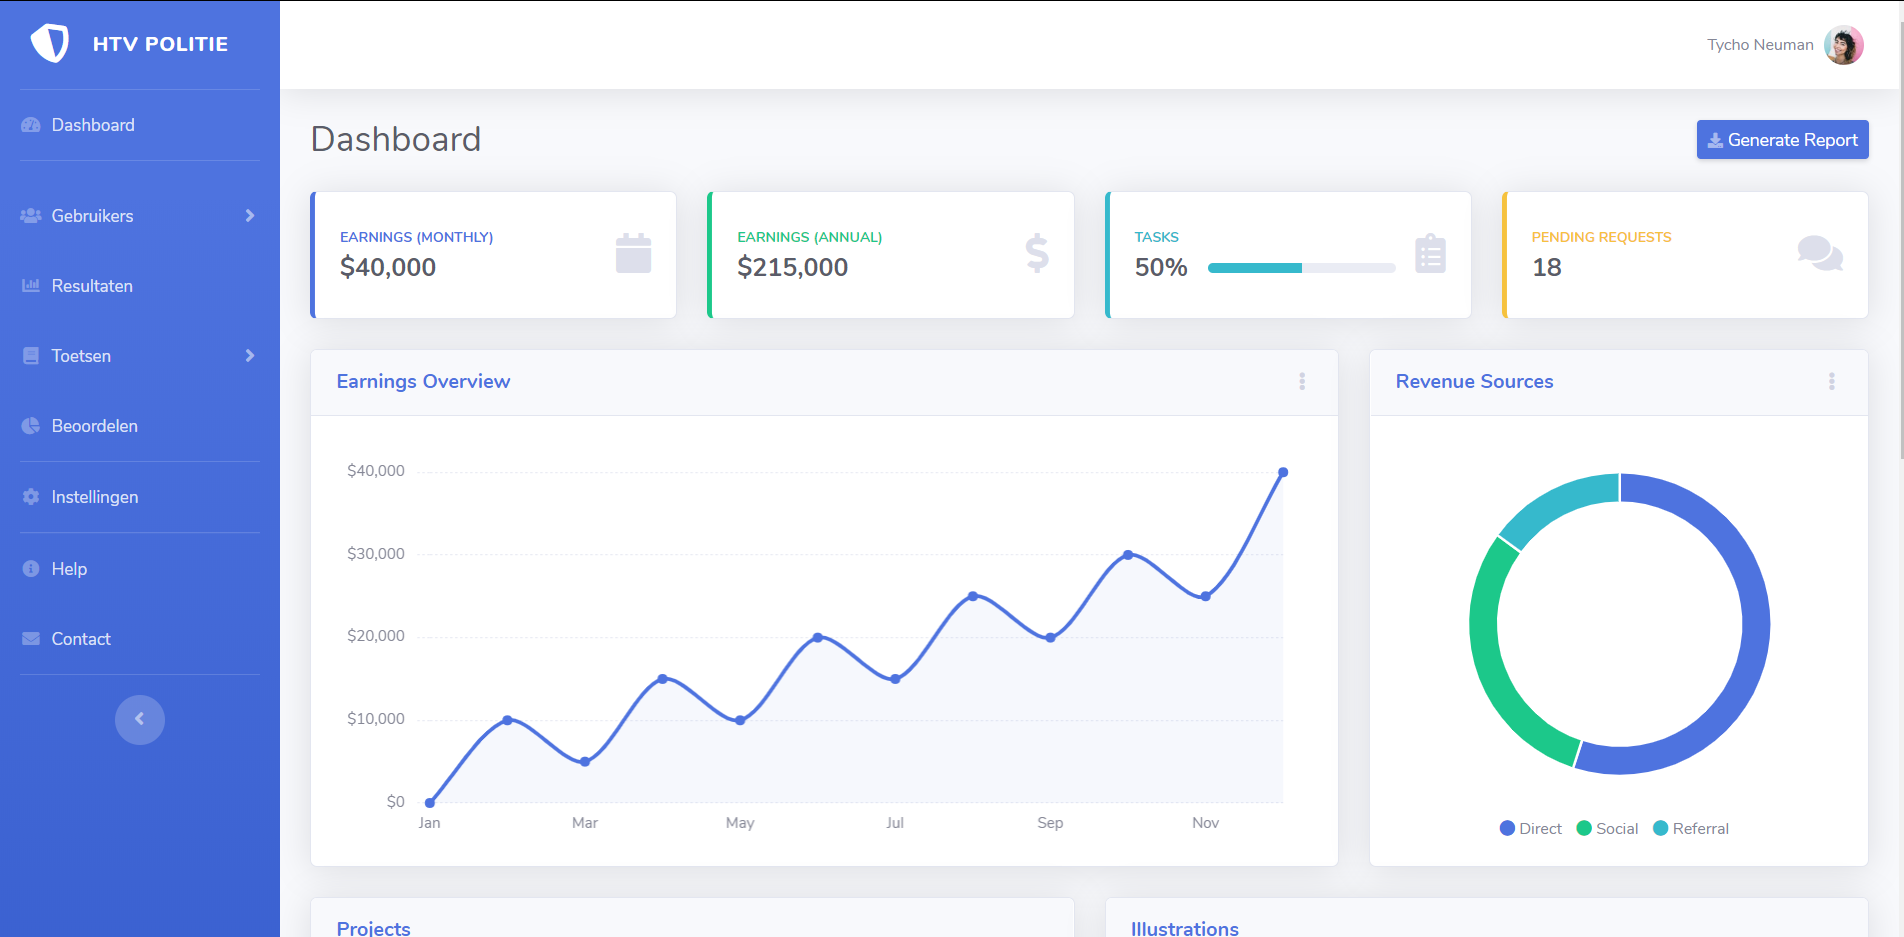 HTV POLITIE
Tycho Neuman
Dashboard
Gebruikers
Resultaten
Toetsen
Beoordelen
Instellingen
Help
Contact
Dashboard
Generate Report
EARNINGS (MONTHLY)
$40,000
EARNINGS (ANNUAL)
$215,000
TASKS
50%
PENDING REQUESTS
18
Earnings Overview
$40,000
$30,000
$20,000
$10,000
$0
Jan Mar May Jul Sep Nov
Revenue Sources
Direct Social Referral
Projects
Illustrations